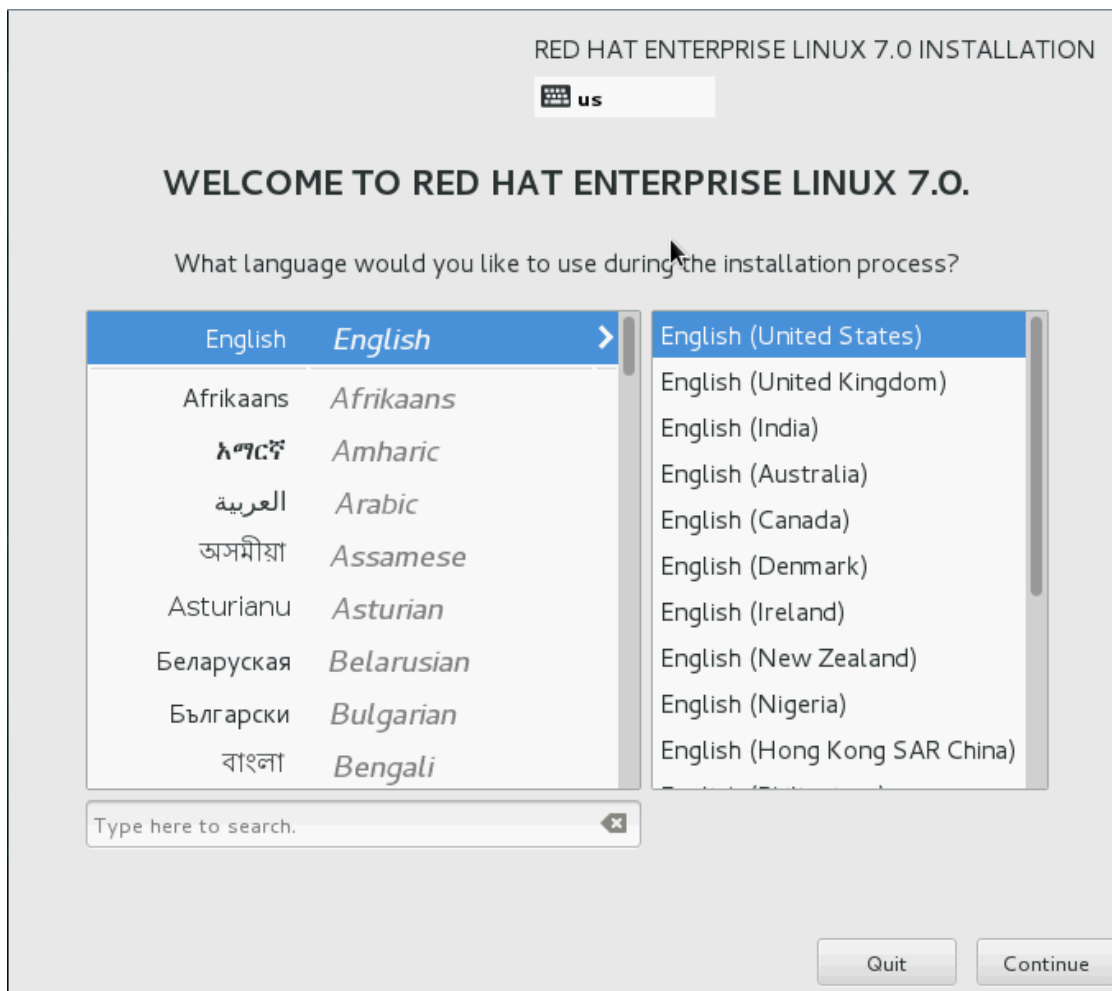 RED HAT ENTERPRISE LINUX 7.0 INSTALLATION
us
WELCOME TO RED HAT ENTERPRISE LINUX 7.0.
What language would you like to use during the installation process?
English English
Afrikaans Afrikaans
አማርኛ Amharic
العربية Arabic
অসমীয়া Assamese
Asturianu Asturian
Беларуская Belarusian
Български Bulgarian
বাংলা Bengali
English (United States)
English (United Kingdom)
English (India)
English (Australia)
English (Canada)
English (Denmark)
English (Ireland)
English (New Zealand)
English (Nigeria)
English (Hong Kong SAR China)
Type here to search.
Quit Continue